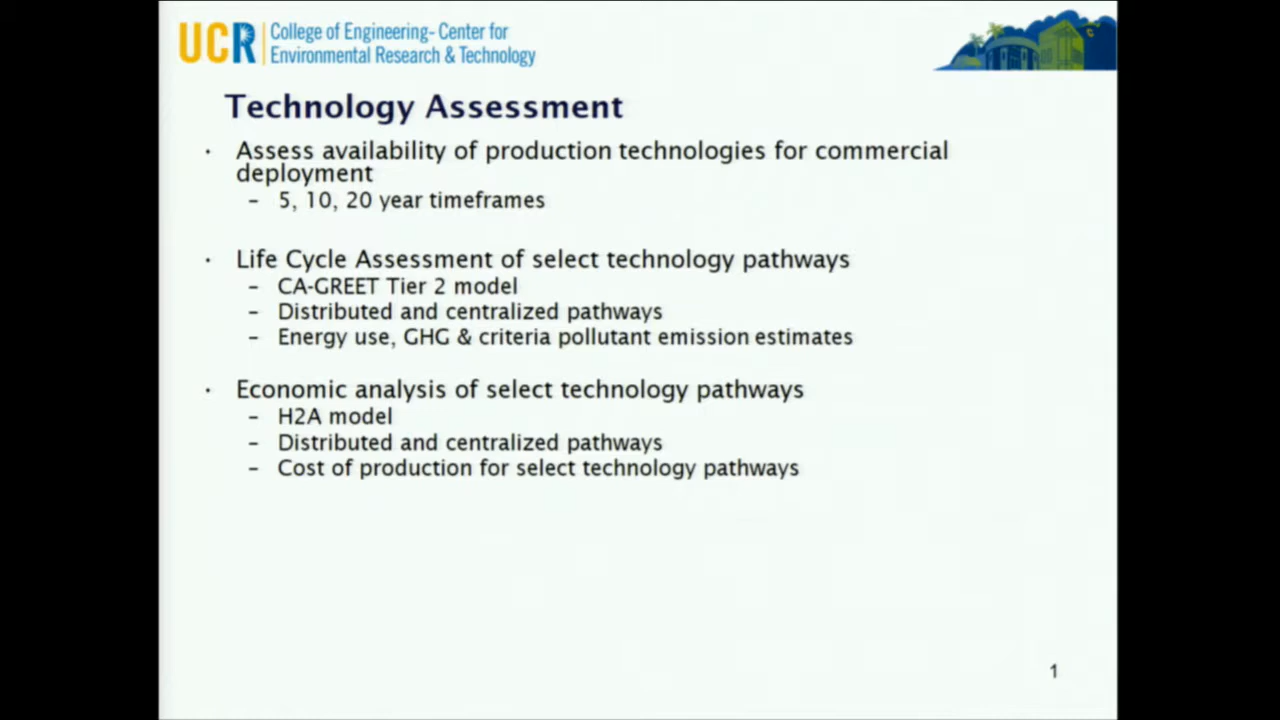 UCR College of Engineering- Center for
Environmental Research & Technology
Technology Assessment
· Assess availability of production technologies for commercial
deployment
– 5, 10, 20 year timeframes
· Life Cycle Assessment of select technology pathways
– CA-GREET Tier 2 model
– Distributed and centralized pathways
– Energy use, GHG & criteria pollutant emission estimates
· Economic analysis of select technology pathways
– H2A model
– Distributed and centralized pathways
– Cost of production for select technology pathways
1